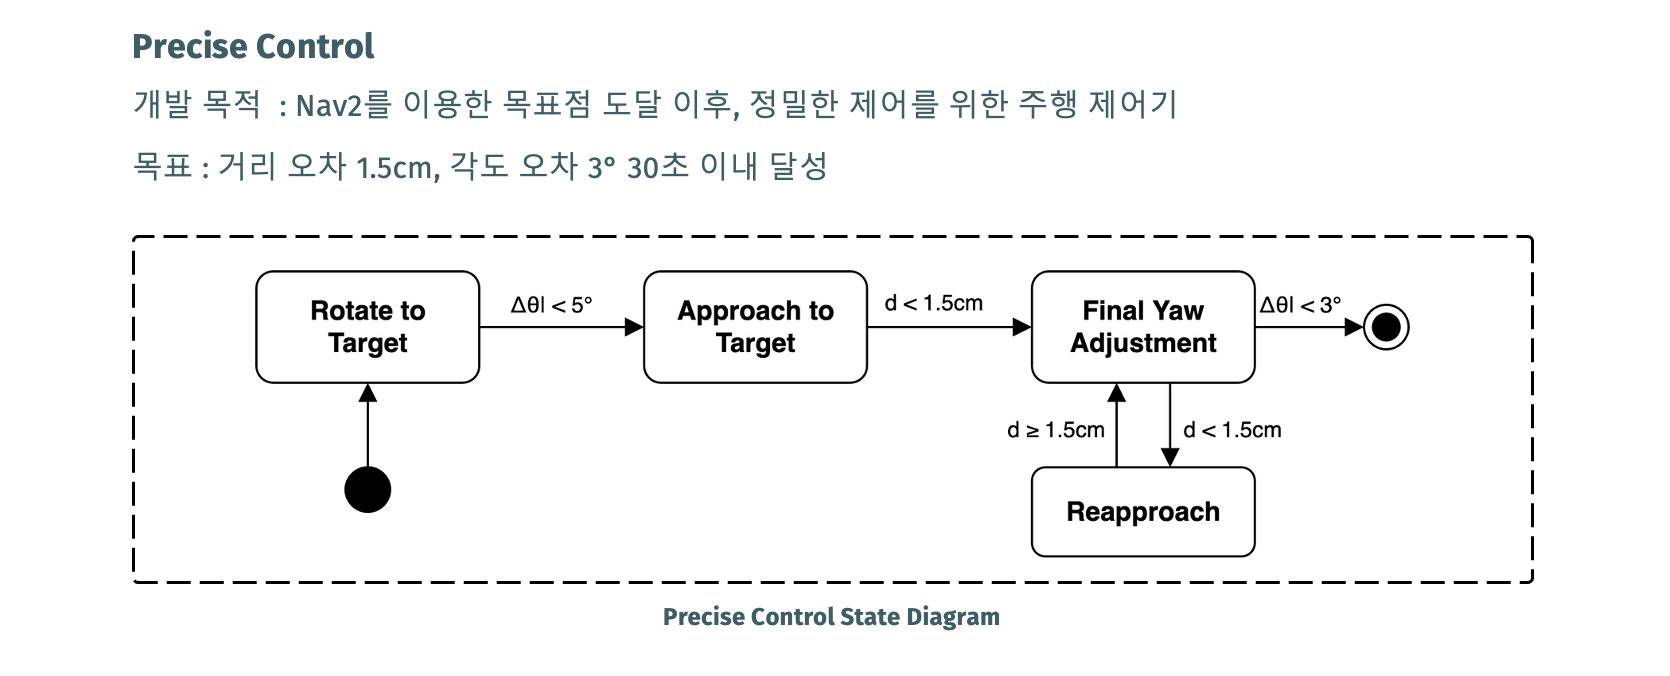 Precise Control
개발 목적 : Nav2를 이용한 목표점 도달 이후, 정밀한 제어를 위한 주행 제어기
목표 : 거리 오차 1.5cm, 각도 오차 3° 30초 이내 달성
Rotate to
Target
Δθl < 5°
Approach to
Target
d < 1.5cm
Final Yaw
Adjustment
Δθl < 3°
d ≥ 1.5cm
d < 1.5cm
Reapproach
Precise Control State Diagram